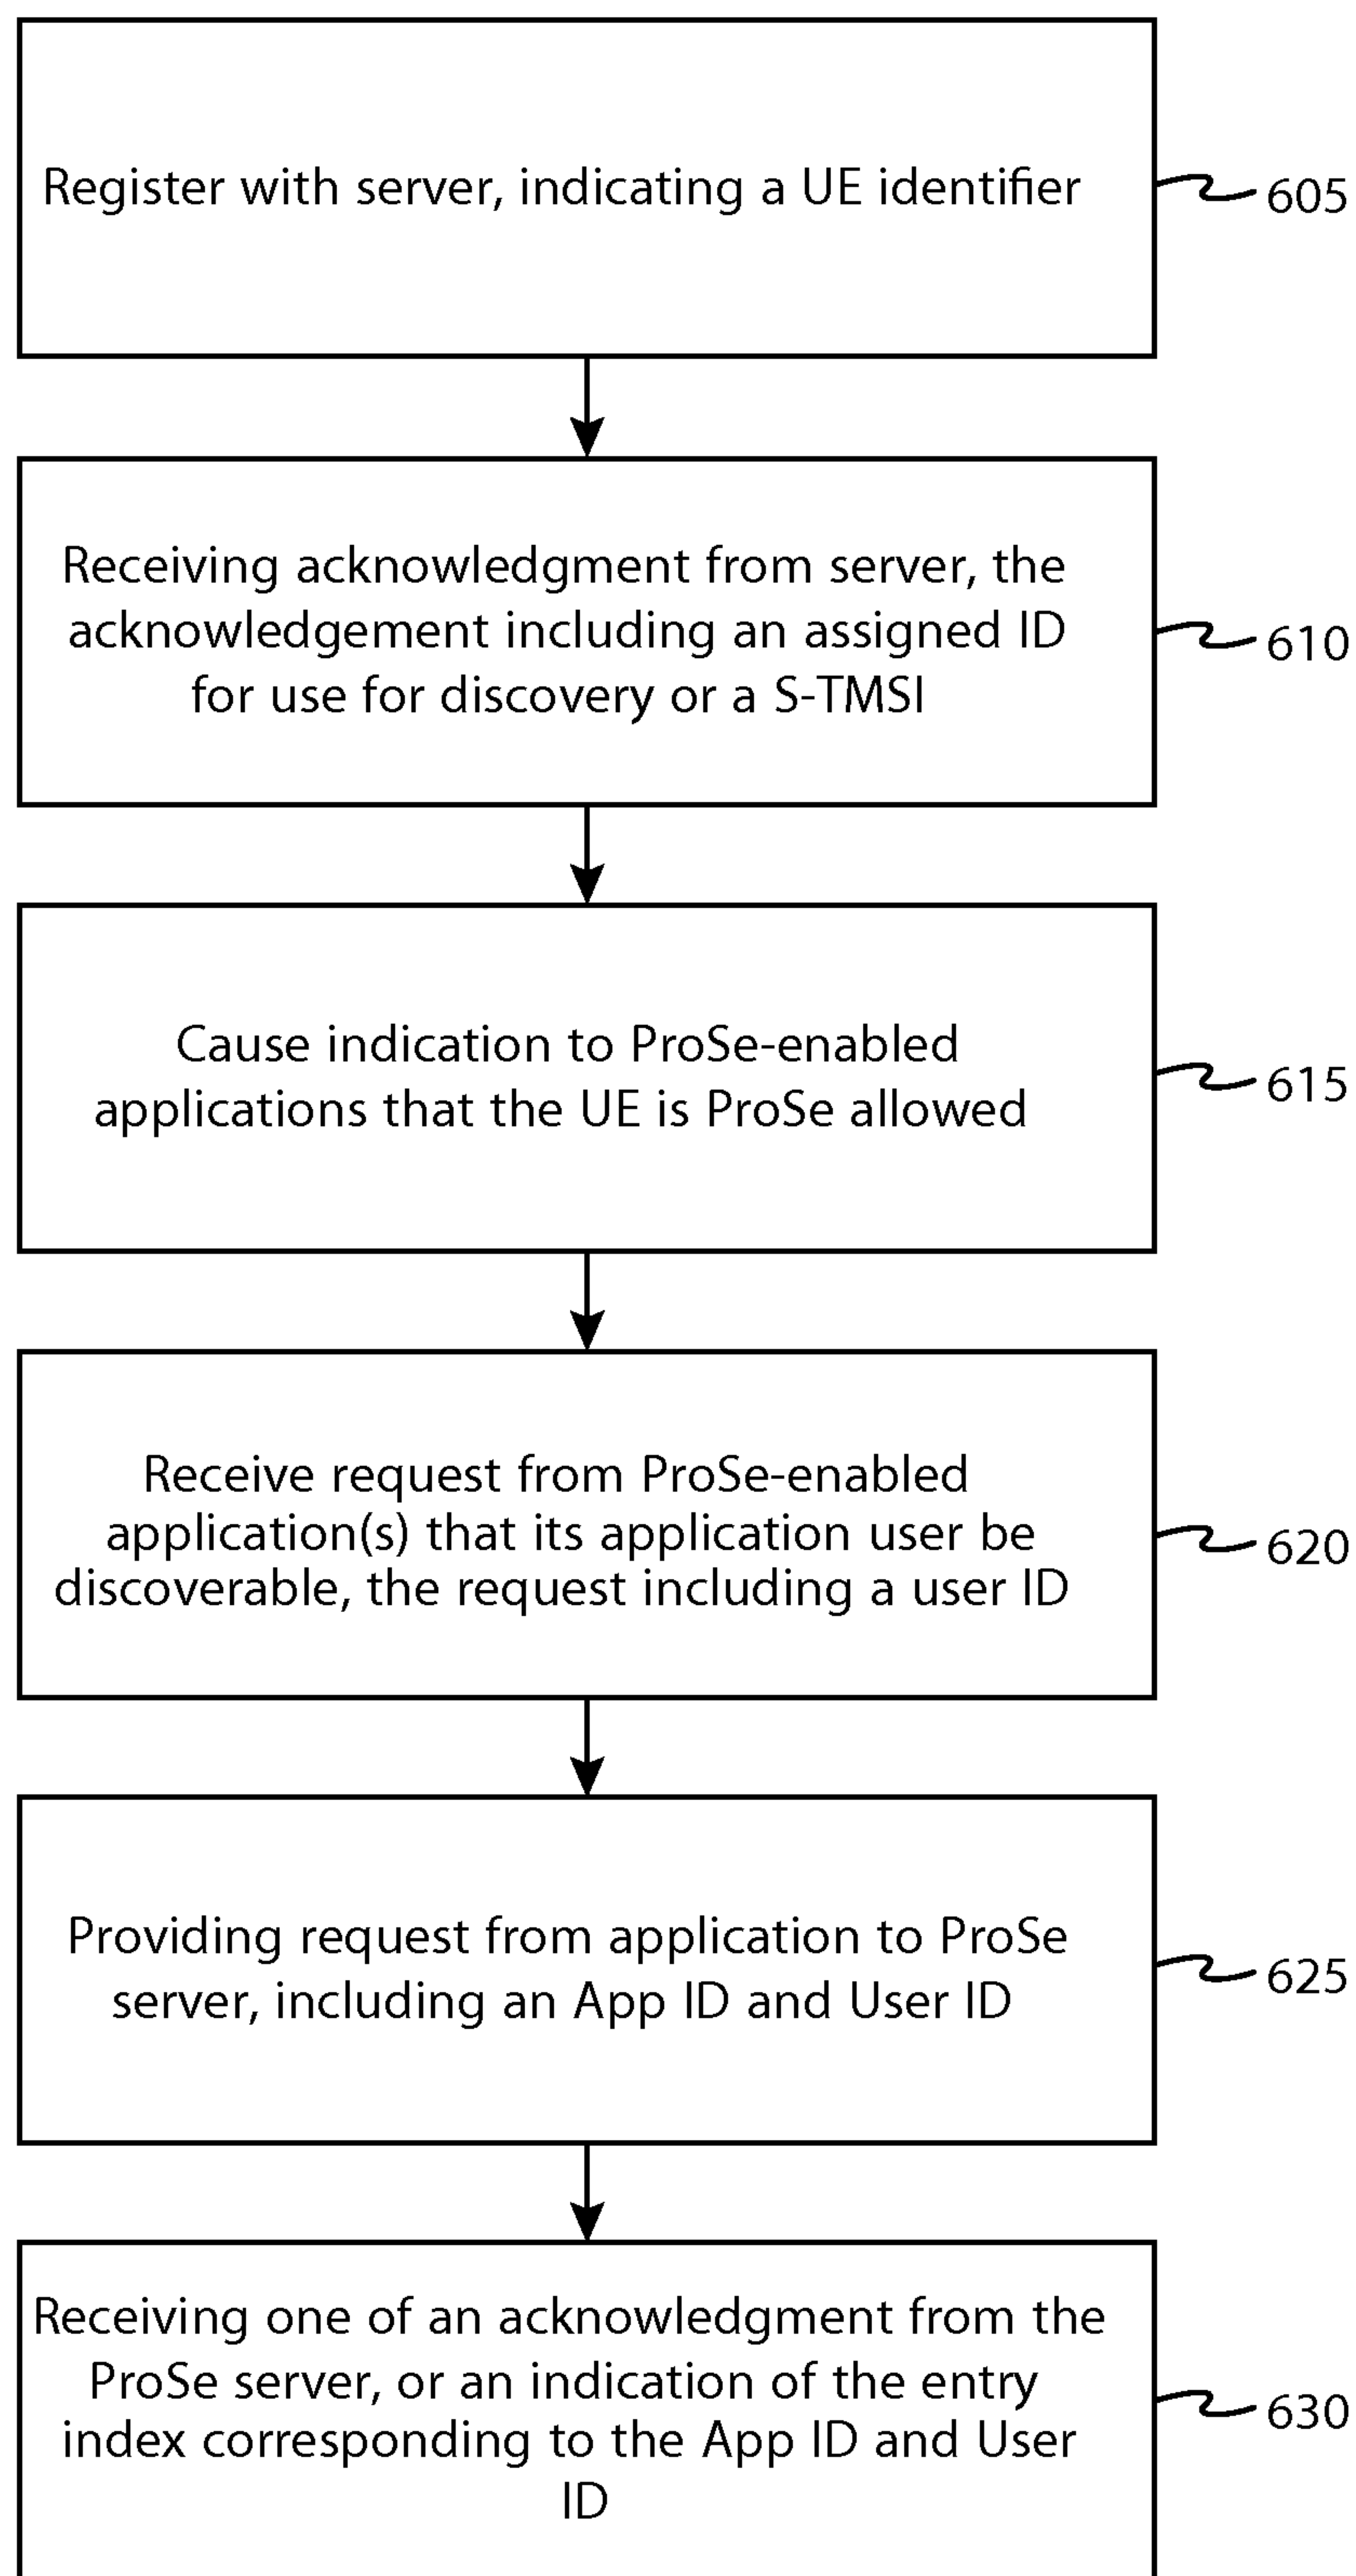 Register with server, indicating a UE identifier
605
Receiving acknowledgment from server, the
acknowledgement including an assigned ID
for use for discovery or a S-TMSI
610
Cause indication to ProSe-enabled
applications that the UE is ProSe allowed
615
Receive request from ProSe-enabled
application(s) that its application user be
discoverable, the request including a user ID
620
Providing request from application to ProSe
server, including an App ID and User ID
625
Receiving one of an acknowledgment from the
ProSe server, or an indication of the entry
index corresponding to the App ID and User
ID
630